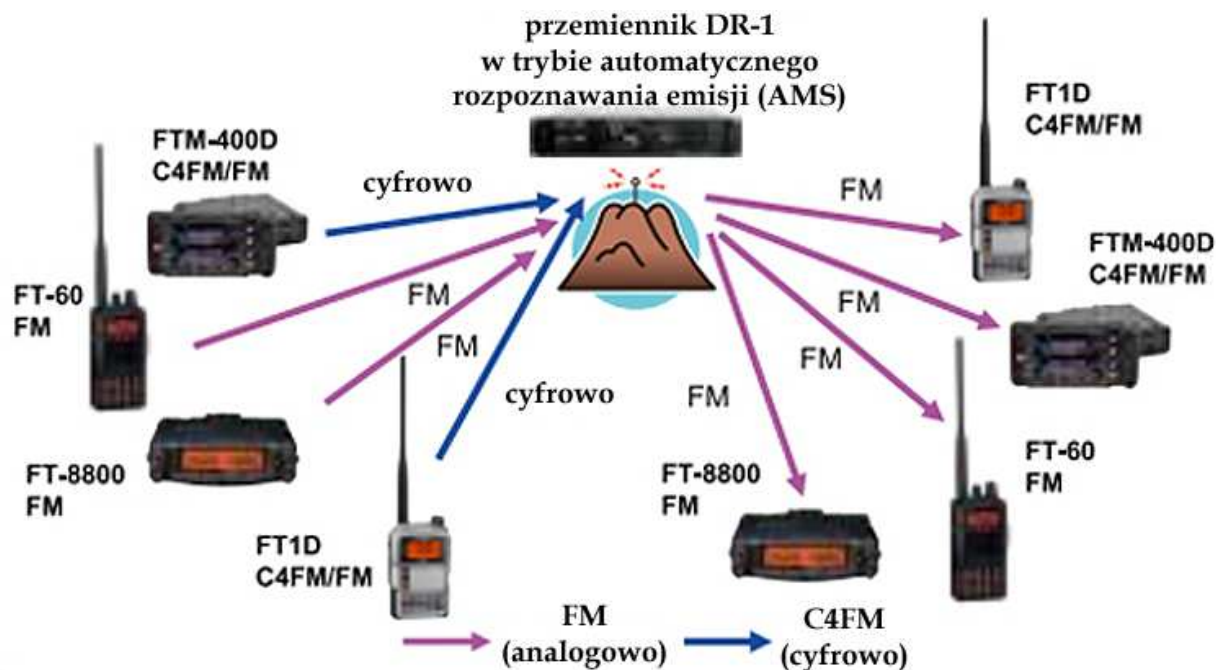 przemiennik DR-1
w trybie automatycznego
rozpoznawania emisji (AMS)
FT1D
C4FM/FM
FTM-400D
C4FM/FM
cyfrowo
FM
FTM-400D
C4FM/FM
FT-60
FM
FM
FM
FM
FM
cyfrowo
FM
FT-60
FM
FT-8800
FM
FT-8800
FM
FT1D
C4FM/FM
FM
(analogowo)
C4FM
(cyfrowo)